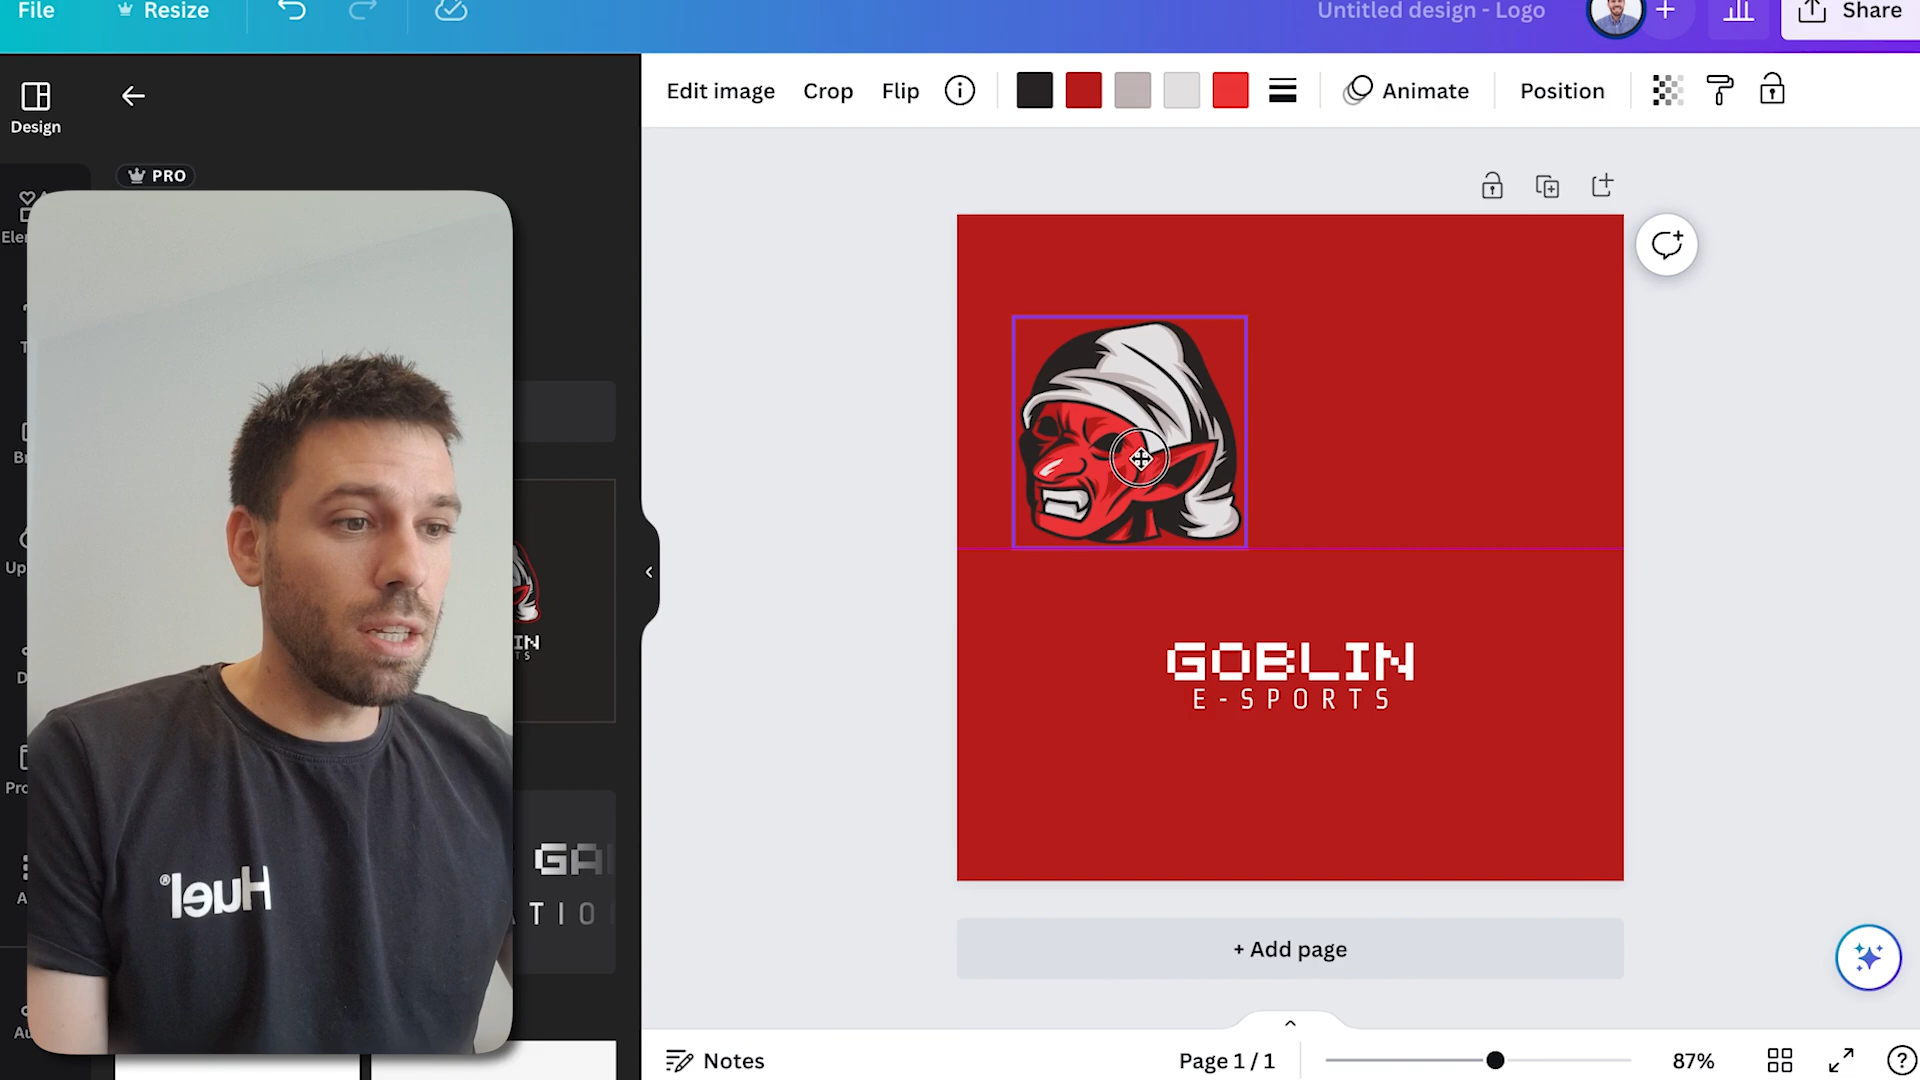 File
Resize
Untitled design - Logo
Share
Edit image
Crop
Flip
Animate
Position
Design
PRO
GOBLIN
E-SPORTS
Huel®
+ Add page
Notes
Page 1 / 1
87%